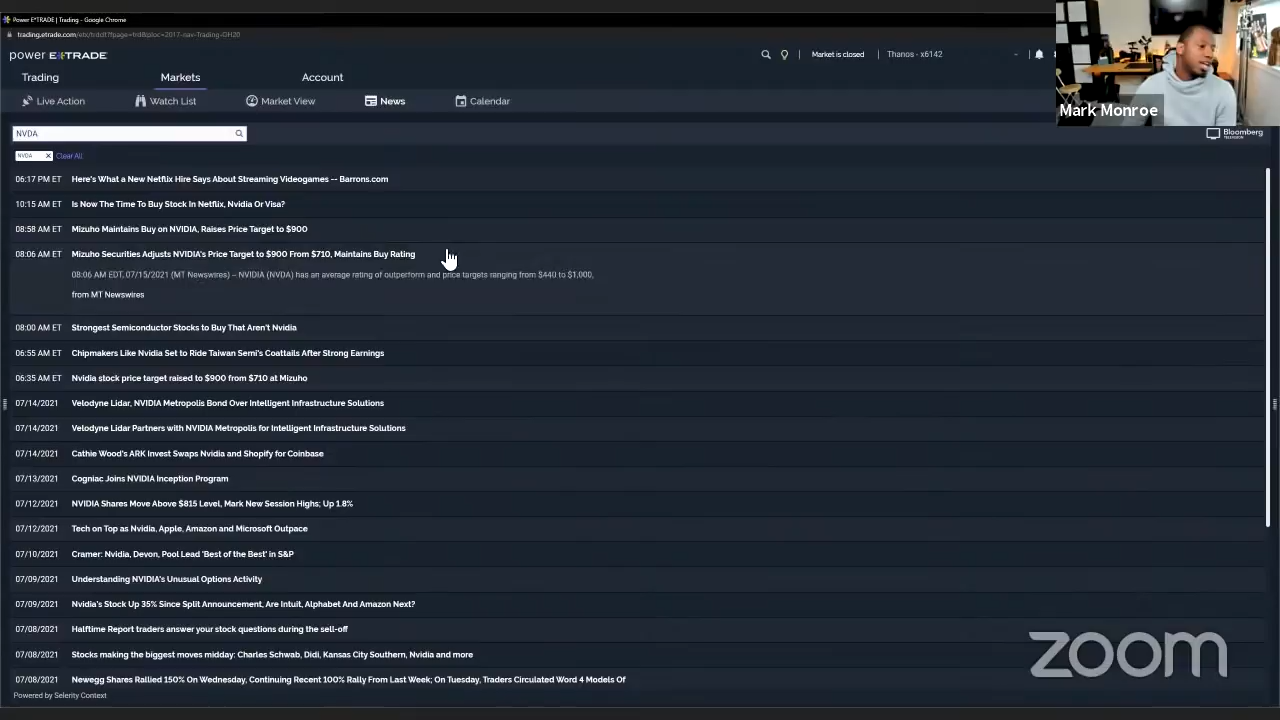 Power E*TRADE | Trading - Google Chrome
power E*TRADE
Market is closed
Thanos - x6142
Trading
Markets
Account
Live Action
Watch List
Market View
News
Calendar
Mark Monroe
NVDA
Bloomberg
TELEVISION
NVDA
Clear All
06:17 PM ET Here's What a New Netflix Hire Says About Streaming Videogames -- Barrons.com
10:15 AM ET Is Now The Time To Buy Stock In Netflix, Nvidia Or Visa?
08:58 AM ET Mizuho Maintains Buy on NVIDIA, Raises Price Target to $900
08:06 AM ET Mizuho Securities Adjusts NVIDIA's Price Target to $900 From $710, Maintains Buy Rating
08:06 AM EDT, 07/15/2021 (MT Newswires) -- NVIDIA (NVDA) has an average rating of outperform and price targets ranging from $440 to $1,000,
from MT Newswires
08:00 AM ET Strongest Semiconductor Stocks to Buy That Aren't Nvidia
06:55 AM ET Chipmakers Like Nvidia Set to Ride Taiwan Semi's Coattails After Strong Earnings
06:35 AM ET Nvidia stock price target raised to $900 from $710 at Mizuho
07/14/2021 Velodyne Lidar, NVIDIA Metropolis Bond Over Intelligent Infrastructure Solutions
07/14/2021 Velodyne Lidar Partners with NVIDIA Metropolis for Intelligent Infrastructure Solutions
07/14/2021 Cathie Wood's ARK Invest Swaps Nvidia and Shopify for Coinbase
07/13/2021 Cogniac Joins NVIDIA Inception Program
07/12/2021 NVIDIA Shares Move Above $815 Level, Mark New Session Highs; Up 1.8%
07/12/2021 Tech on Top as Nvidia, Apple, Amazon and Microsoft Outpace
07/10/2021 Cramer: Nvidia, Devon, Pool Lead 'Best of the Best' in S&P
07/09/2021 Understanding NVIDIA's Unusual Options Activity
07/09/2021 Nvidia's Stock Up 35% Since Split Announcement, Are Intuit, Alphabet And Amazon Next?
07/08/2021 Halftime Report traders answer your stock questions during the sell-off
07/08/2021 Stocks making the biggest moves midday: Charles Schwab, Didi, Kansas City Southern, Nvidia and more
07/08/2021 Newegg Shares Rallied 150% On Wednesday, Continuing Recent 100% Rally From Last Week; On Tuesday, Traders Circulated Word 4 Models Of
Powered by Selerity Context
zoom